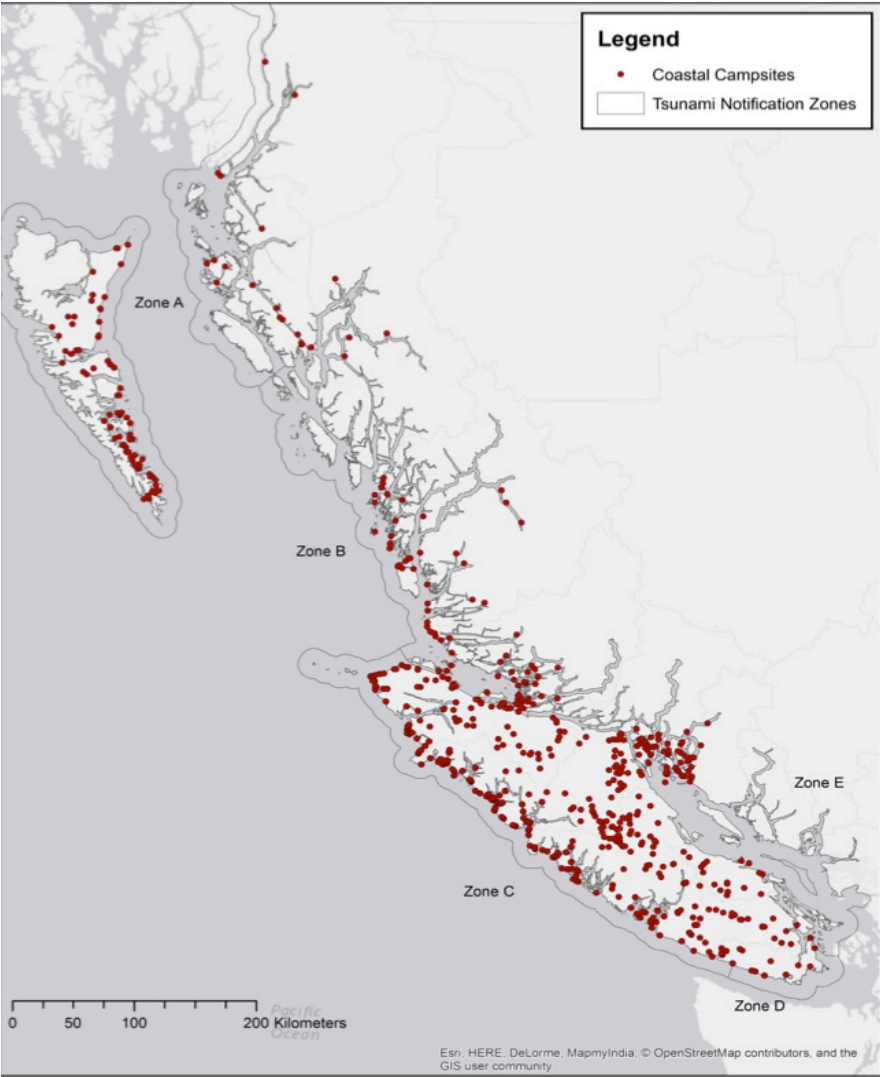 Legend
Coastal Campsites
Tsunami Notification Zones
Zone A
Zone B
Zone E
Zone C
Zone D
0 50 100 200 Kilometers
Pacific
Ocean
Esri, HERE, DeLorme, MapmyIndia, © OpenStreetMap contributors, and the
GIS user community